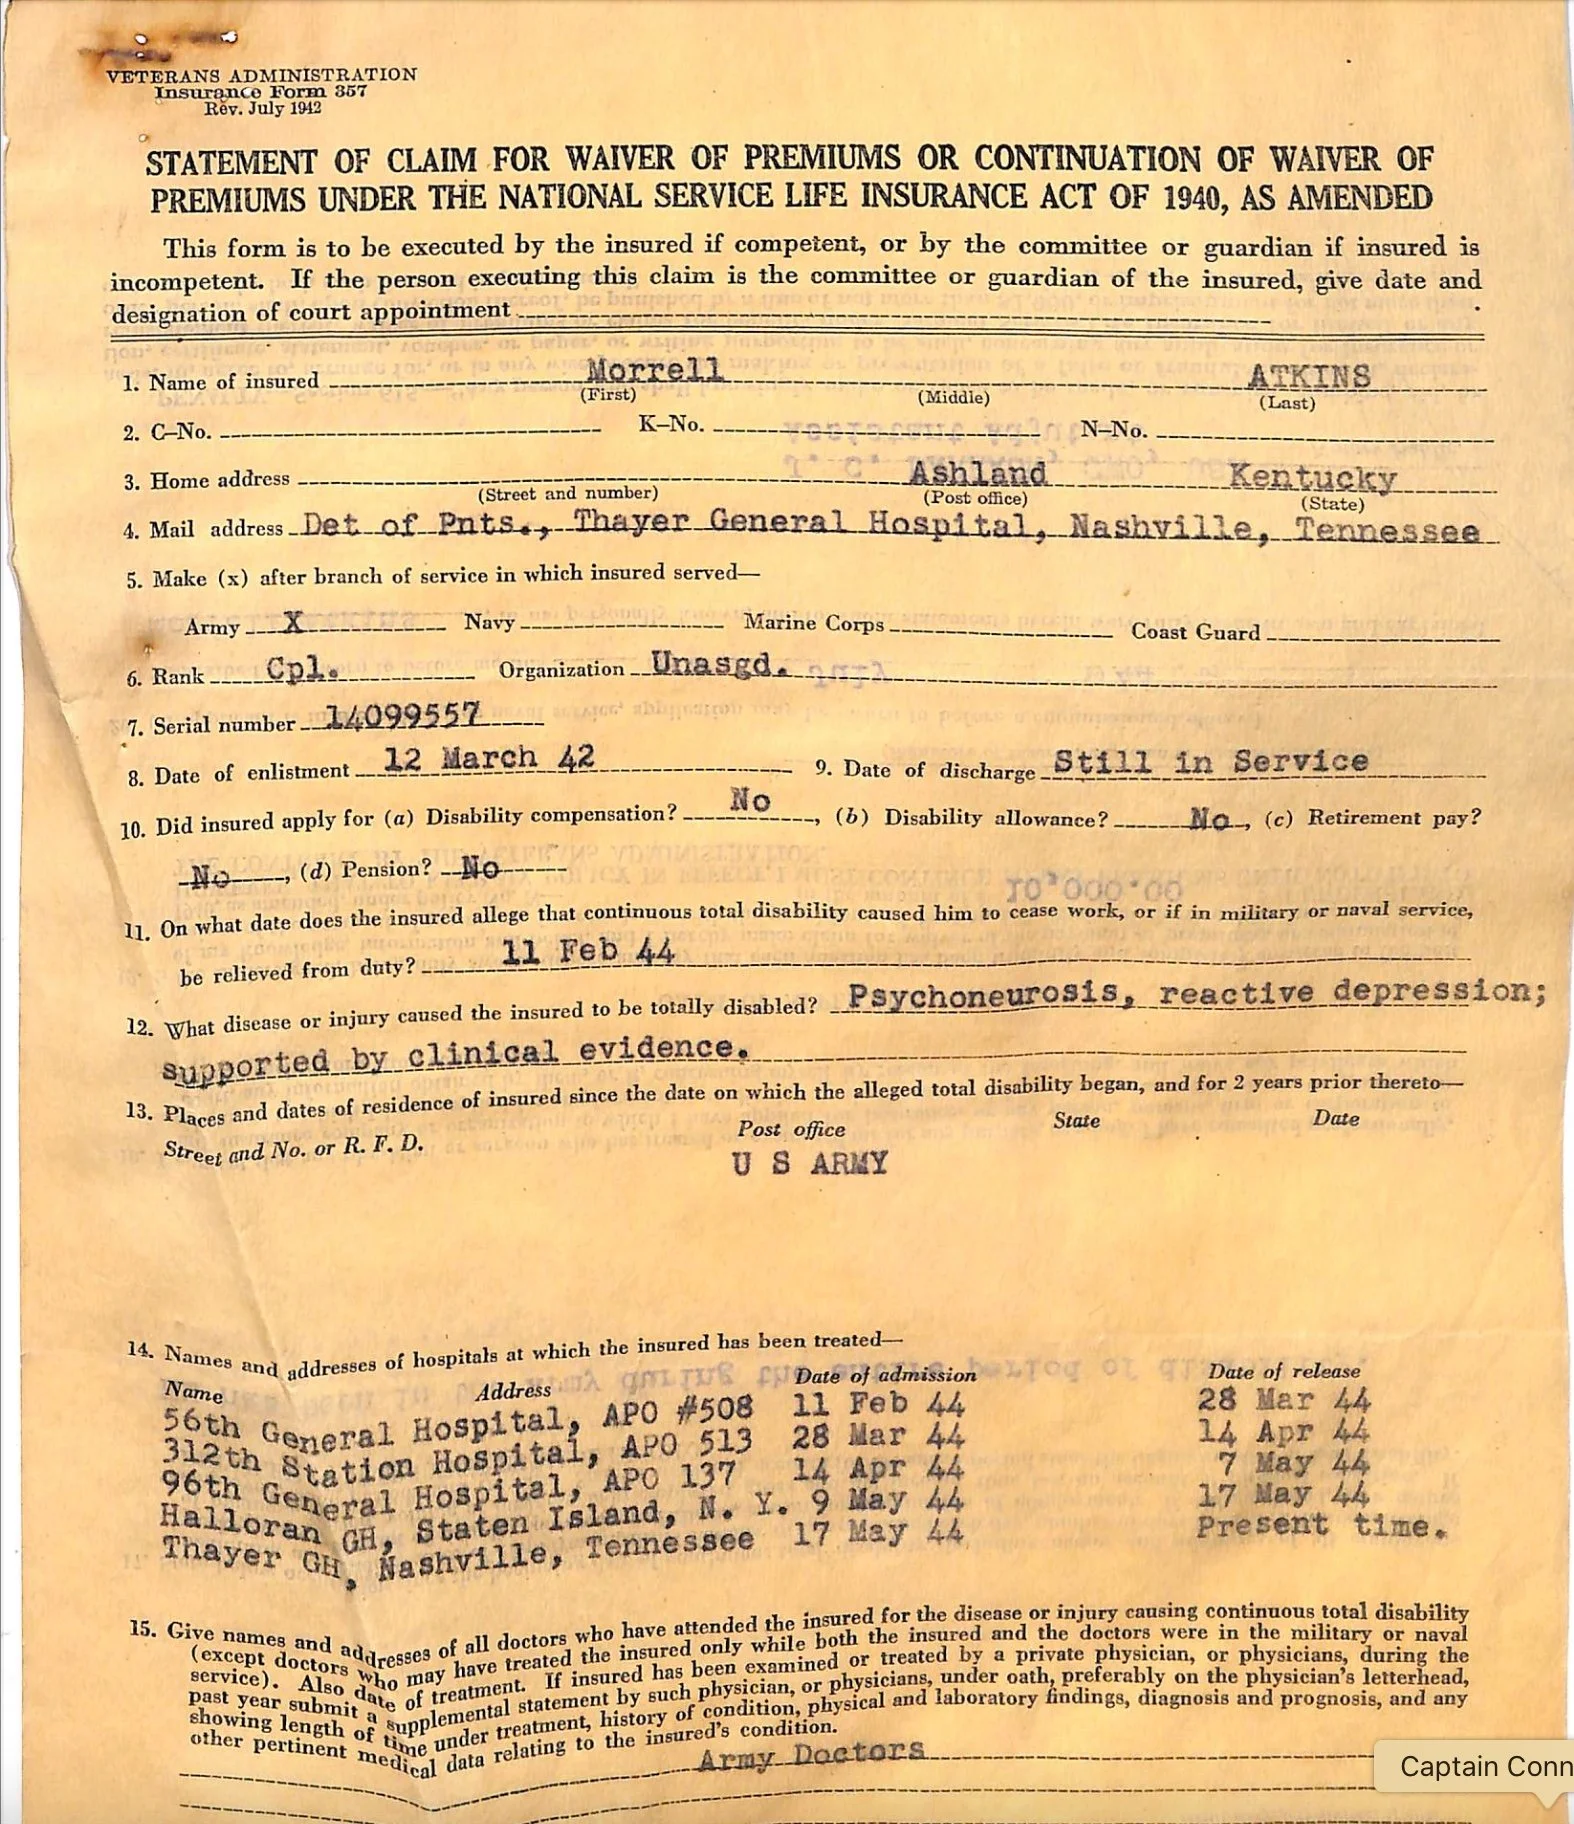 VETERANS ADMINISTRATION
Insurance Form 357
Rev. July 1942
STATEMENT OF CLAIM FOR WAIVER OF PREMIUMS OR CONTINUATION OF WAIVER OF
PREMIUMS UNDER THE NATIONAL SERVICE LIFE INSURANCE ACT OF 1940, AS AMENDED
This form is to be executed by the insured if competent, or by the committee or guardian if insured is
incompetent. If the person executing this claim is the committee or guardian of the insured, give date and
designation of court appointment
1. Name of insured Morrell ATKINS
(First) (Middle) (Last)
2. C-No. K-No. N-No.
3. Home address Ashland Kentucky
(Street and number) (Post office) (State)
4. Mail address Det of Pnts., Thayer General Hospital, Nashville, Tennessee
5. Make (x) after branch of service in which insured served—
Army X Navy Marine Corps Coast Guard
6. Rank Cpl. Organization Unasgd.
7. Serial number 14099557
8. Date of enlistment 12 March 42 9. Date of discharge Still in Service
10. Did insured apply for (a) Disability compensation? No, (b) Disability allowance? No, (c) Retirement pay?
No, (d) Pension? No
11. On what date does the insured allege that continuous total disability caused him to cease work, or if in military or naval service,
be relieved from duty? 11 Feb 44
12. What disease or injury caused the insured to be totally disabled? Psychoneurosis, reactive depression;
supported by clinical evidence.
13. Places and dates of residence of insured since the date on which the alleged total disability began, and for 2 years prior thereto—
Street and No. or R. F. D. Post office State Date
U S ARMY
14. Names and addresses of hospitals at which the insured has been treated—
Name Address Date of admission Date of release
56th General Hospital, APO #508 11 Feb 44 28 Mar 44
312th Station Hospital, APO 513 28 Mar 44 14 Apr 44
96th General Hospital, APO 137 14 Apr 44 7 May 44
Halloran GH, Staten Island, N. Y. 9 May 44 17 May 44
Thayer GH, Nashville, Tennessee 17 May 44 Present time.
15. Give names and addresses of all doctors who have attended the insured for the disease or injury causing continuous total disability
(except doctors who may have treated the insured only while both the insured and the doctors were in the military or naval
service). Also date of treatment. If insured has been examined or treated by a private physician, or physicians, during the
past year submit a supplemental statement by such physician, or physicians, under oath, preferably on the physician's letterhead,
showing length of time under treatment, history of condition, physical and laboratory findings, diagnosis and prognosis, and any
other pertinent medical data relating to the insured's condition.
Army Doctors
Captain Conn